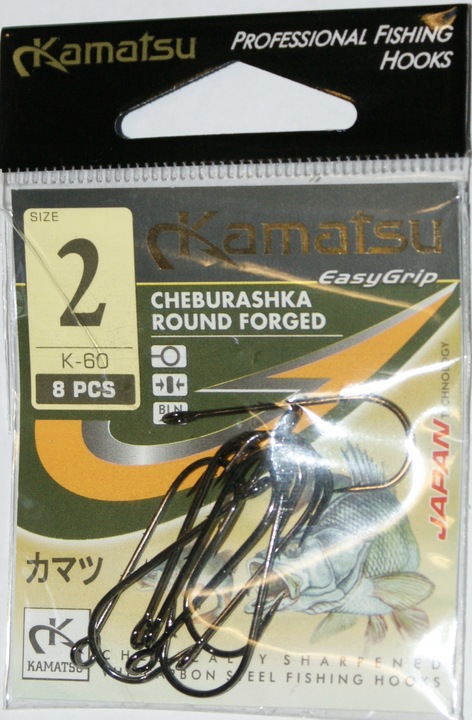 Kamatsu
PROFESSIONAL FISHING
HOOKS
SIZE
2
K-60
8 PCS
Kamatsu
EasyGrip
CHEBURASHKA
ROUND FORGED
BLN
JAPAN TECHNOLOGY
カマツ
K
KAMATSU
SHARPENED
STEEL FISHING HOOKS